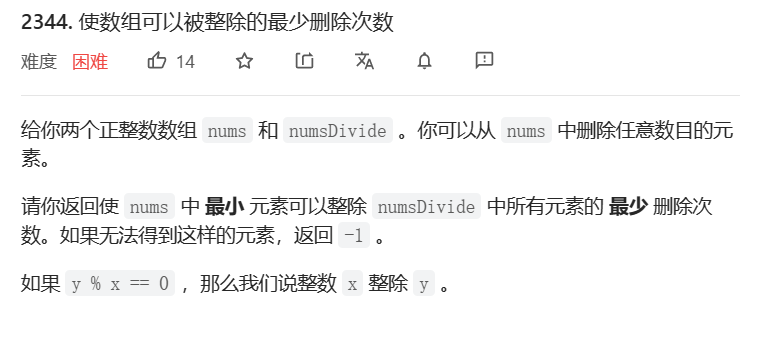 2344. 使数组可以被整除的最少删除次数
难度 困难 14
给你两个正整数数组 nums 和 numsDivide 。你可以从 nums 中删除任意数目的元
素。
请你返回使 nums 中 最小 元素可以整除 numsDivide 中所有元素的 最少 删除次
数。如果无法得到这样的元素，返回 -1 。
如果 y % x == 0 ，那么我们说整数 x 整除 y 。